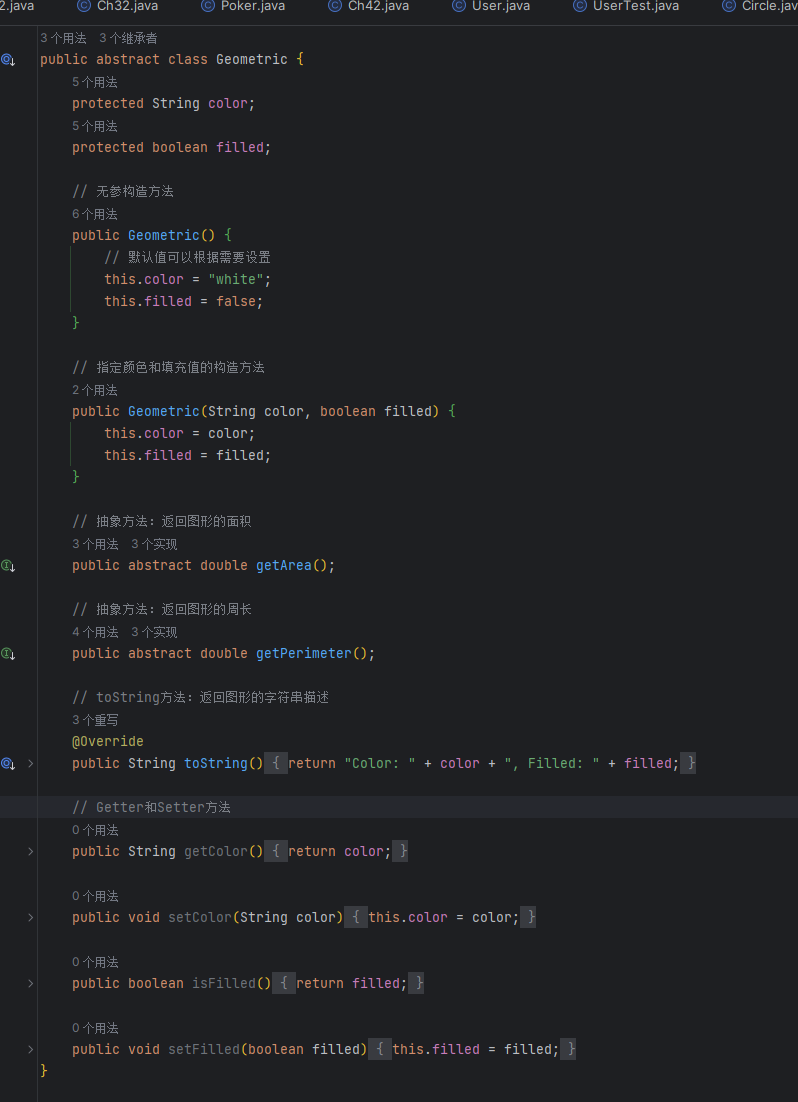 2.java Ch32.java Poker.java Ch42.java User.java UserTest.java Circle.jav
3个用法 3个继承者
public abstract class Geometric {
5个用法
protected String color;
5个用法
protected boolean filled;
// 无参构造方法
6个用法
public Geometric() {
// 默认值可以根据需要设置
this.color = "white";
this.filled = false;
}
// 指定颜色和填充值的构造方法
2个用法
public Geometric(String color, boolean filled) {
this.color = color;
this.filled = filled;
}
// 抽象方法：返回图形的面积
3个用法 3个实现
public abstract double getArea();
// 抽象方法：返回图形的周长
4个用法 3个实现
public abstract double getPerimeter();
// toString方法：返回图形的字符串描述
3个重写
@Override
public String toString() { return "Color: " + color + ", Filled: " + filled; }
// Getter和Setter方法
0个用法
public String getColor() { return color; }
0个用法
public void setColor(String color) { this.color = color; }
0个用法
public boolean isFilled() { return filled; }
0个用法
public void setFilled(boolean filled) { this.filled = filled; }
}